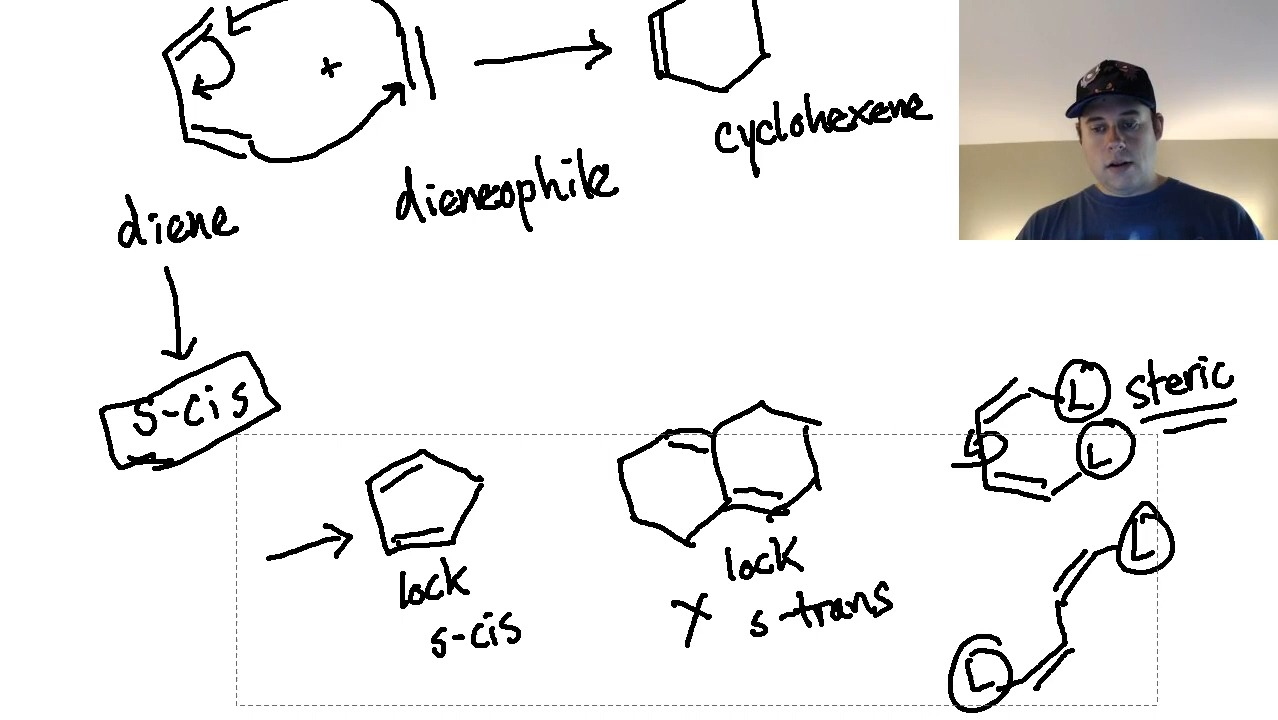 +
cyclohexene
dieneophile
diene
s-cis
L steric
L
lock
s-cis
lock
X s-trans
L
L